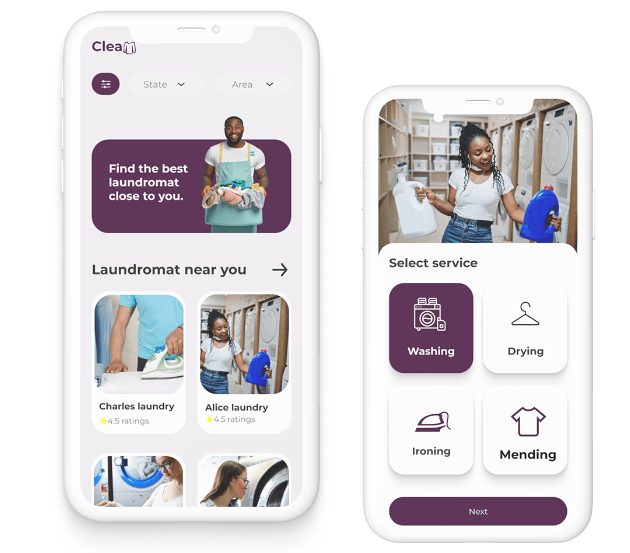 Clea
State
Area
Find the best
laundromat
close to you.
Laundromat near you
Charles laundry
4.5 ratings
Alice laundry
4.5 ratings
Select service
Washing
Drying
Ironing
Mending
Next